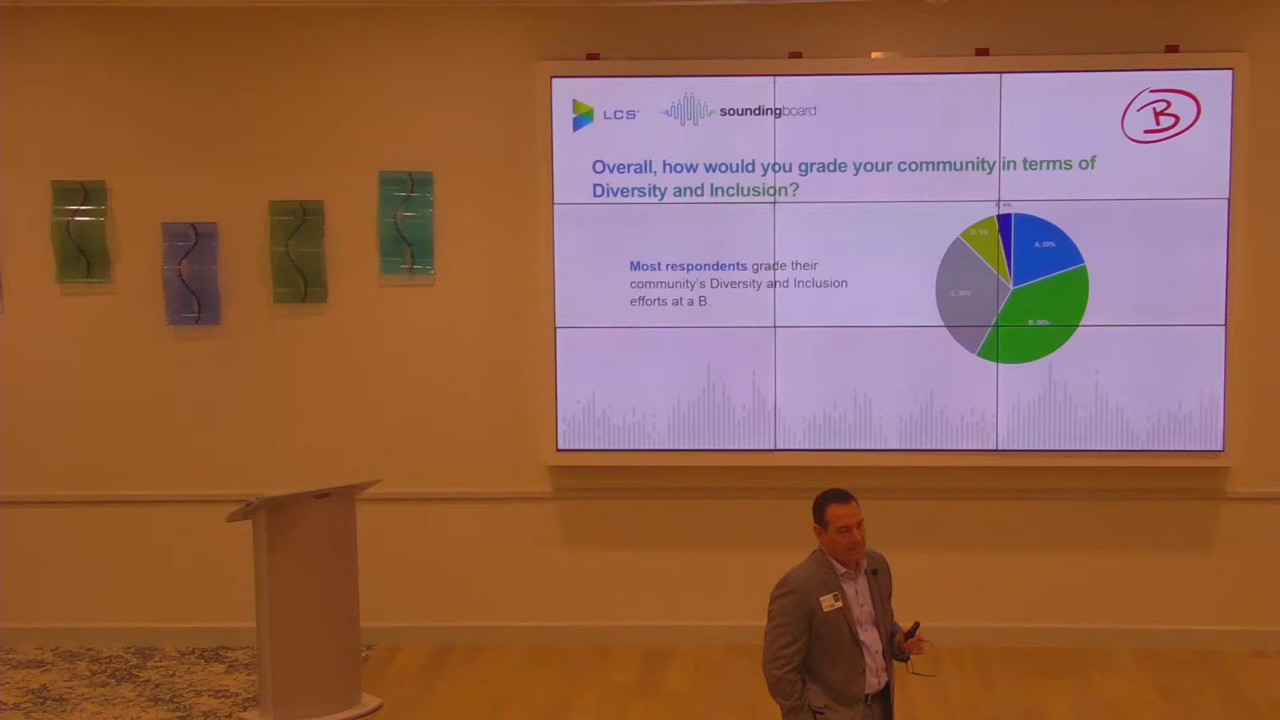 LCS
soundingboard
B
Overall, how would you grade your community in terms of
Diversity and Inclusion?
Most respondents grade their
community's Diversity and Inclusion
efforts at a B.
A, 20%